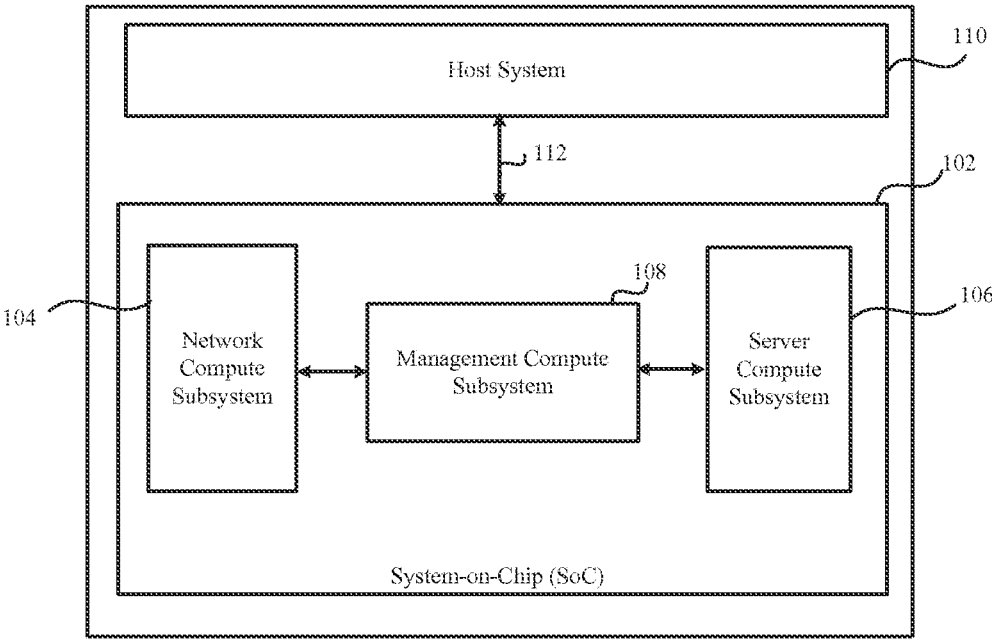 110
Host System
112
102
108
104
106
Network
Compute
Subsystem
Management Compute
Subsystem
Server
Compute
Subsystem
System-on-Chip (SoC)